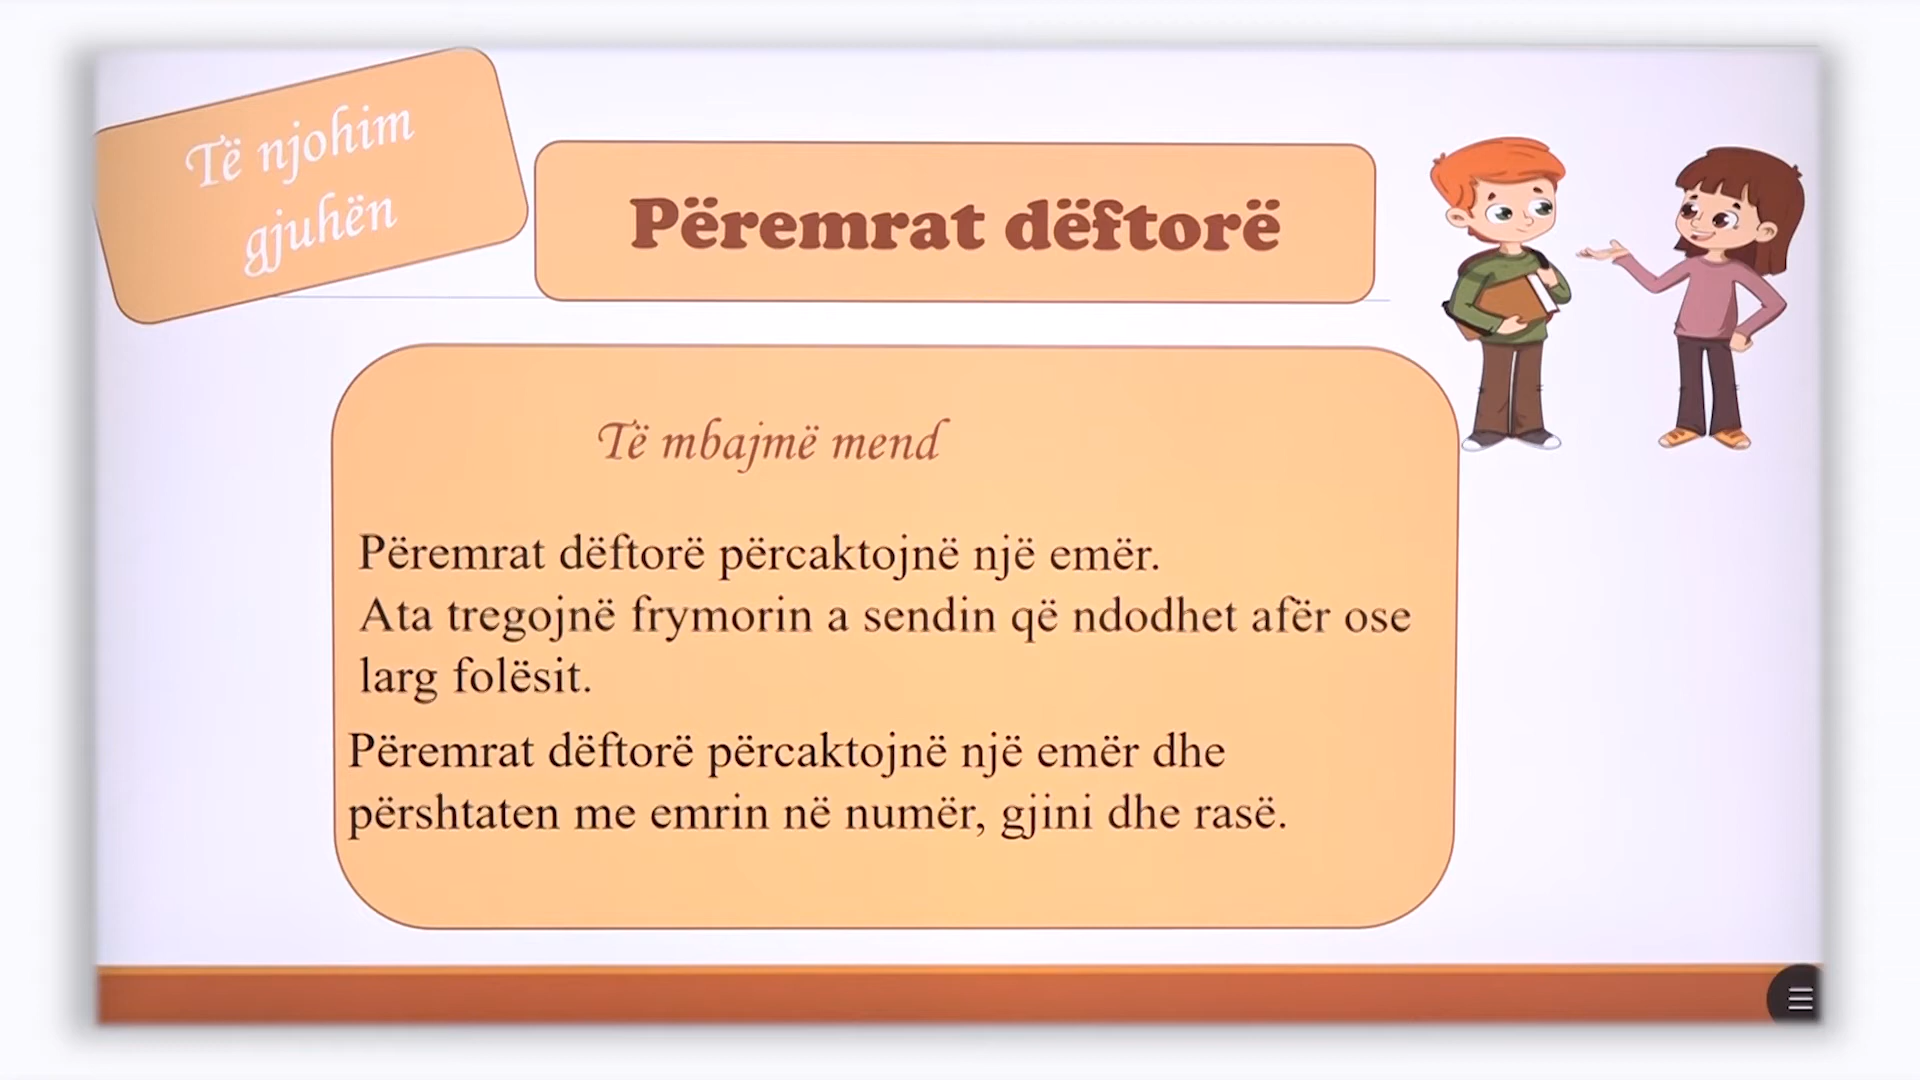 Të njohim
gjuhën
Përemrat dëftorë
Të mbajmë mend
Përemrat dëftorë përcaktojnë një emër.
Ata tregojnë frymorin a sendin që ndodhet afër ose
larg folësit.
Përemrat dëftorë përcaktojnë një emër dhe
përshtaten me emrin në numër, gjini dhe rasë.